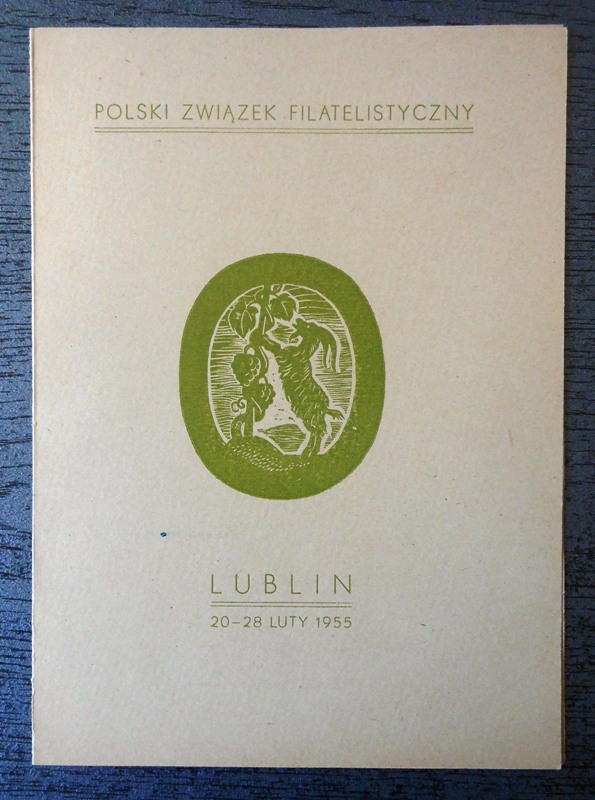 POLSKI ZWIĄZEK FILATELISTYCZNY
LUBLIN
20–28 LUTY 1955